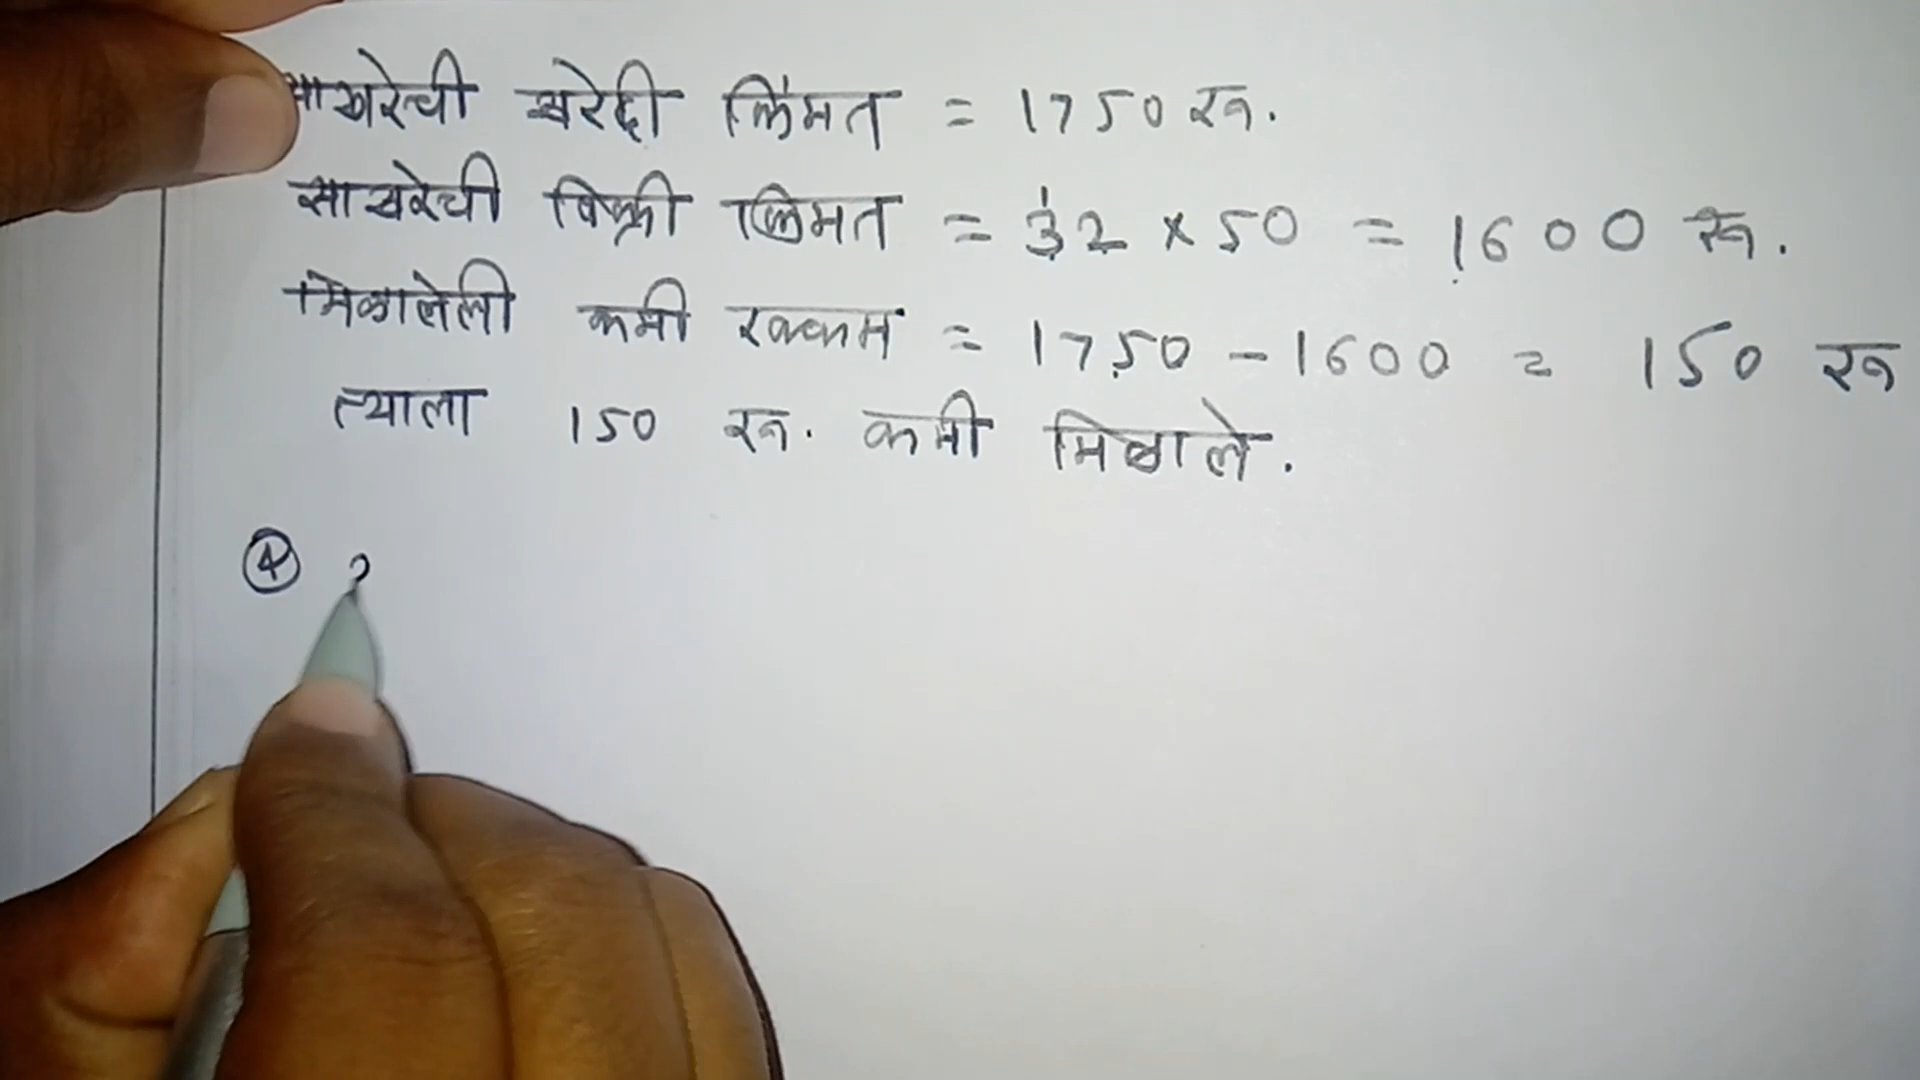 साखरेची खरेदी किंमत = 1750 रु.
साखरेची विक्री किंमत = 32 × 50 = 1600 रु.
मिळालेली कमी रक्कम = 1750 - 1600 = 150 रु
त्याला 150 रु. कमी मिळाले.
④